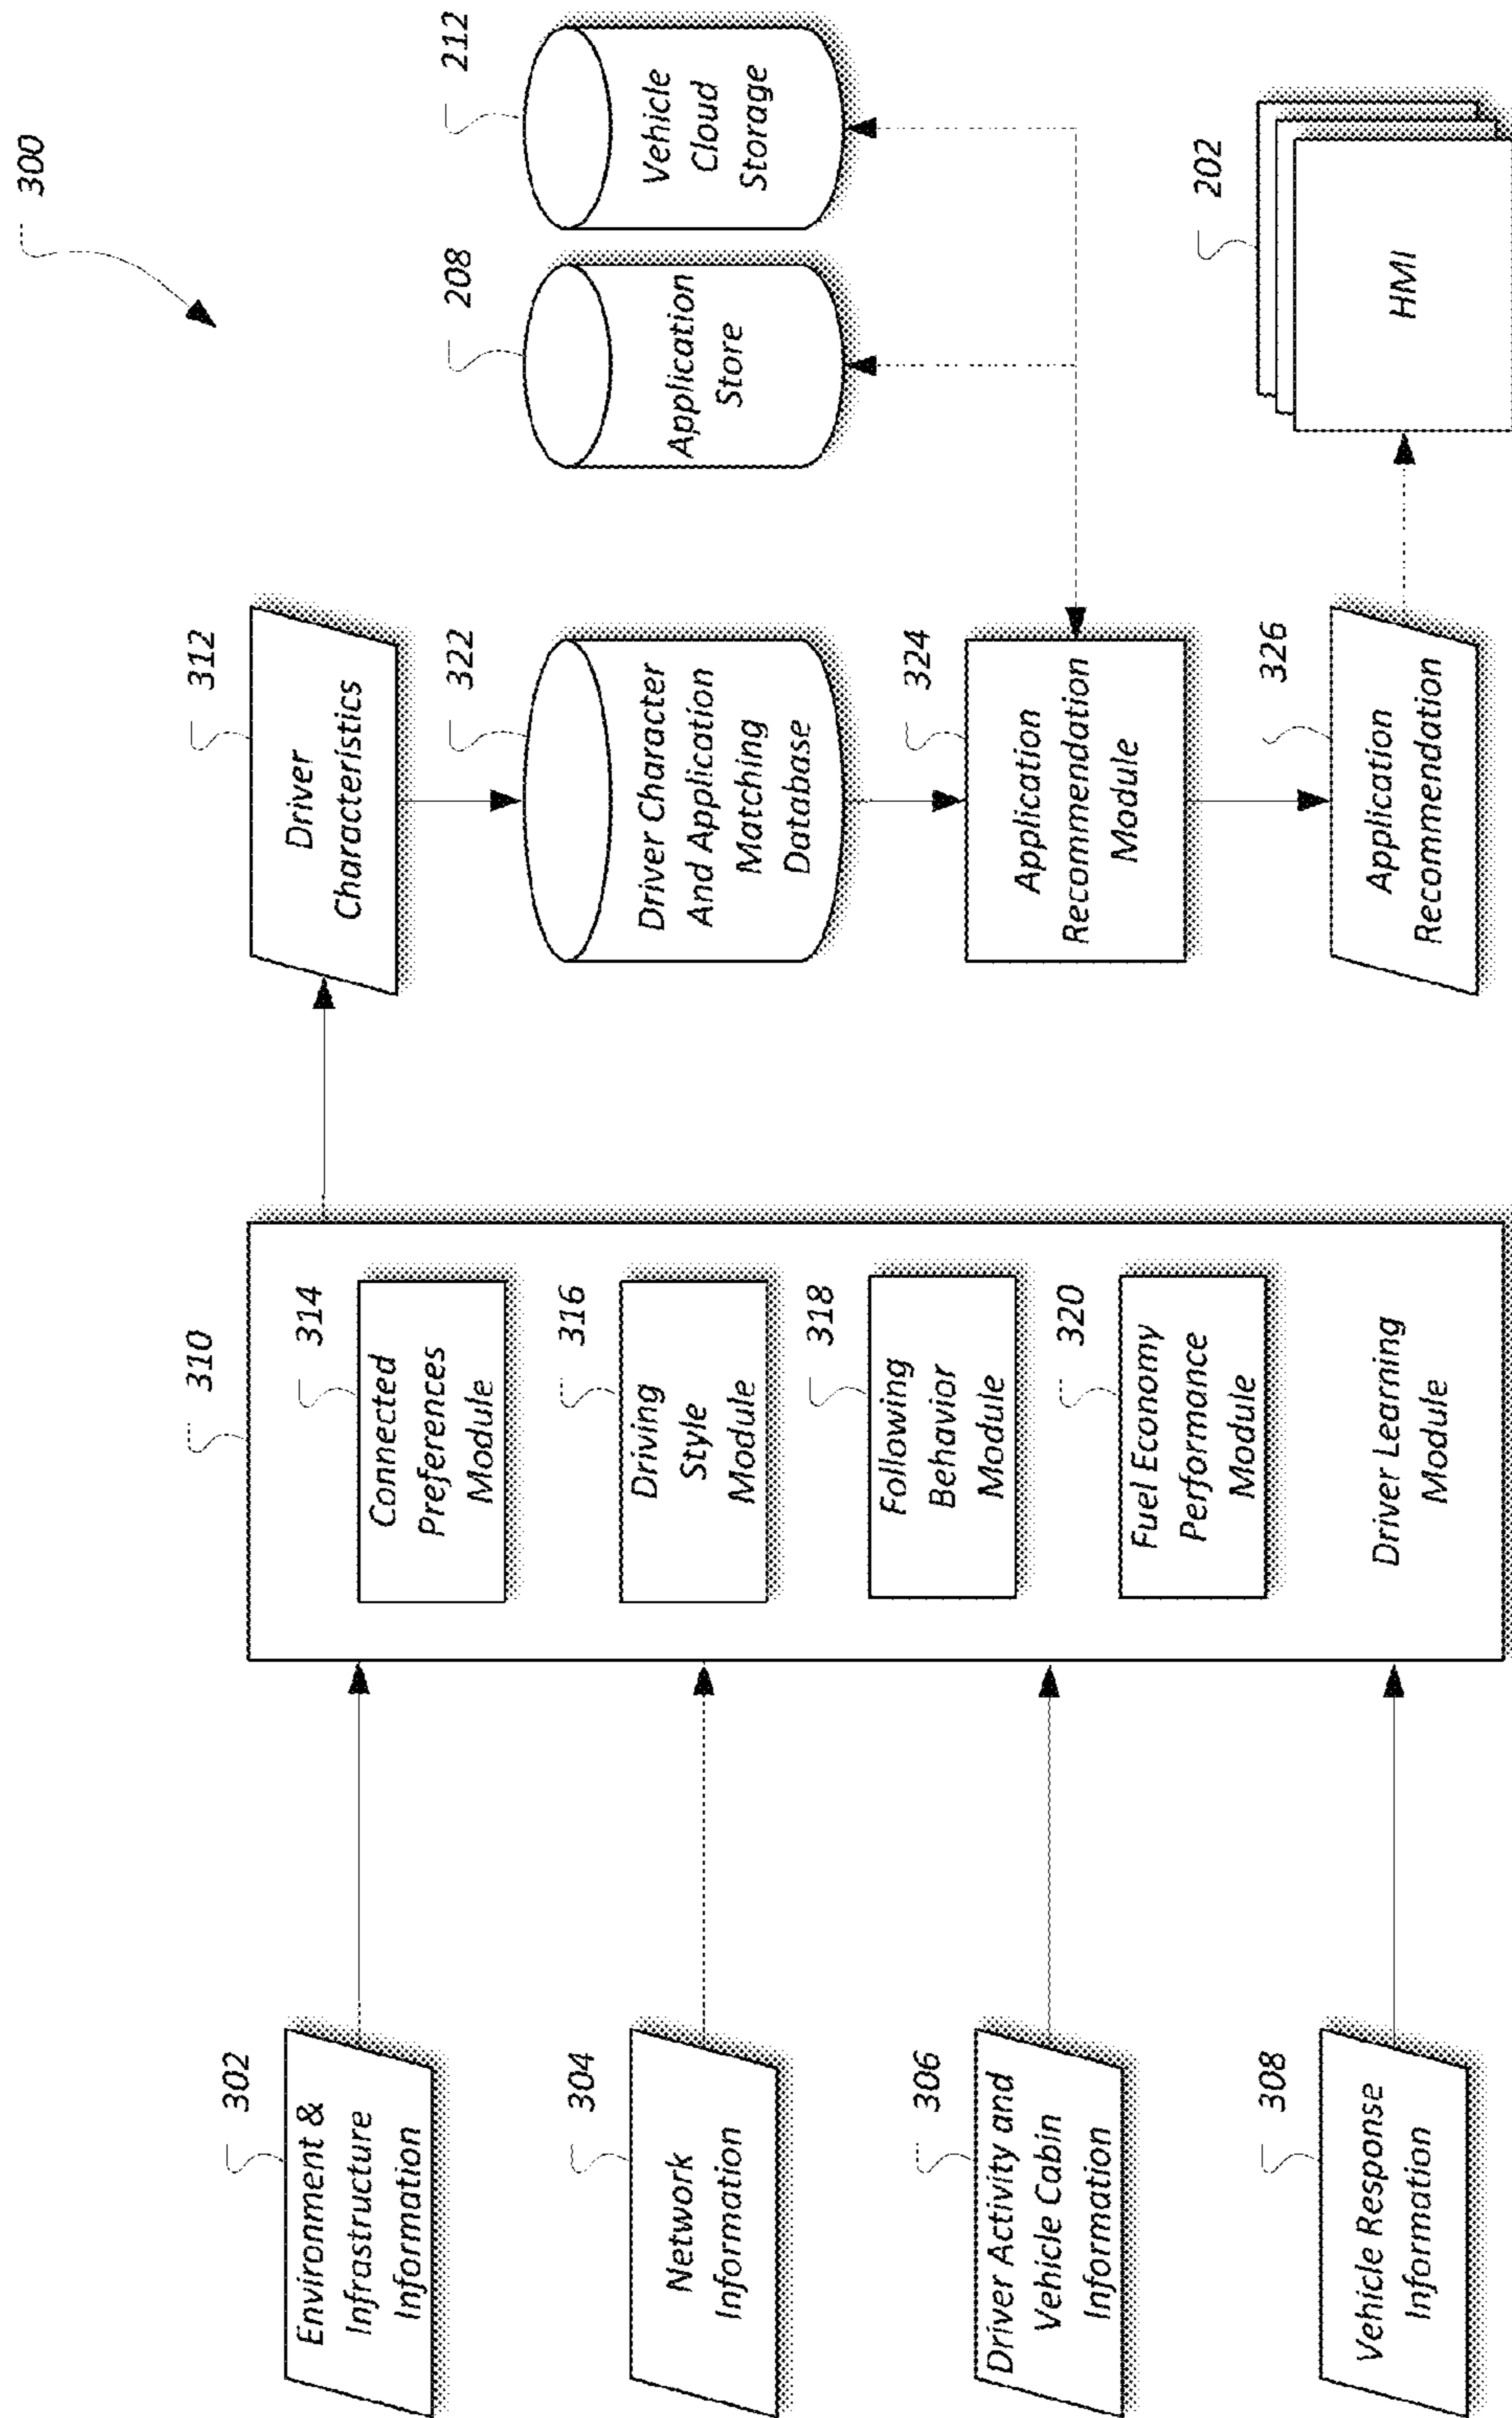 300
302
Environment &
Infrastructure
Information
304
Network
Information
306
Driver Activity and
Vehicle Cabin
Information
308
Vehicle Response
Information
310
314
Connected
Preferences
Module
316
Driving
Style
Module
318
Following
Behavior
Module
320
Fuel Economy
Performance
Module
Driver Learning
Module
312
Driver
Characteristics
322
Driver Character
And Application
Matching
Database
324
Application
Recommendation
Module
326
Application
Recommendation
208
Application
Store
212
Vehicle
Cloud
Storage
202
HMI